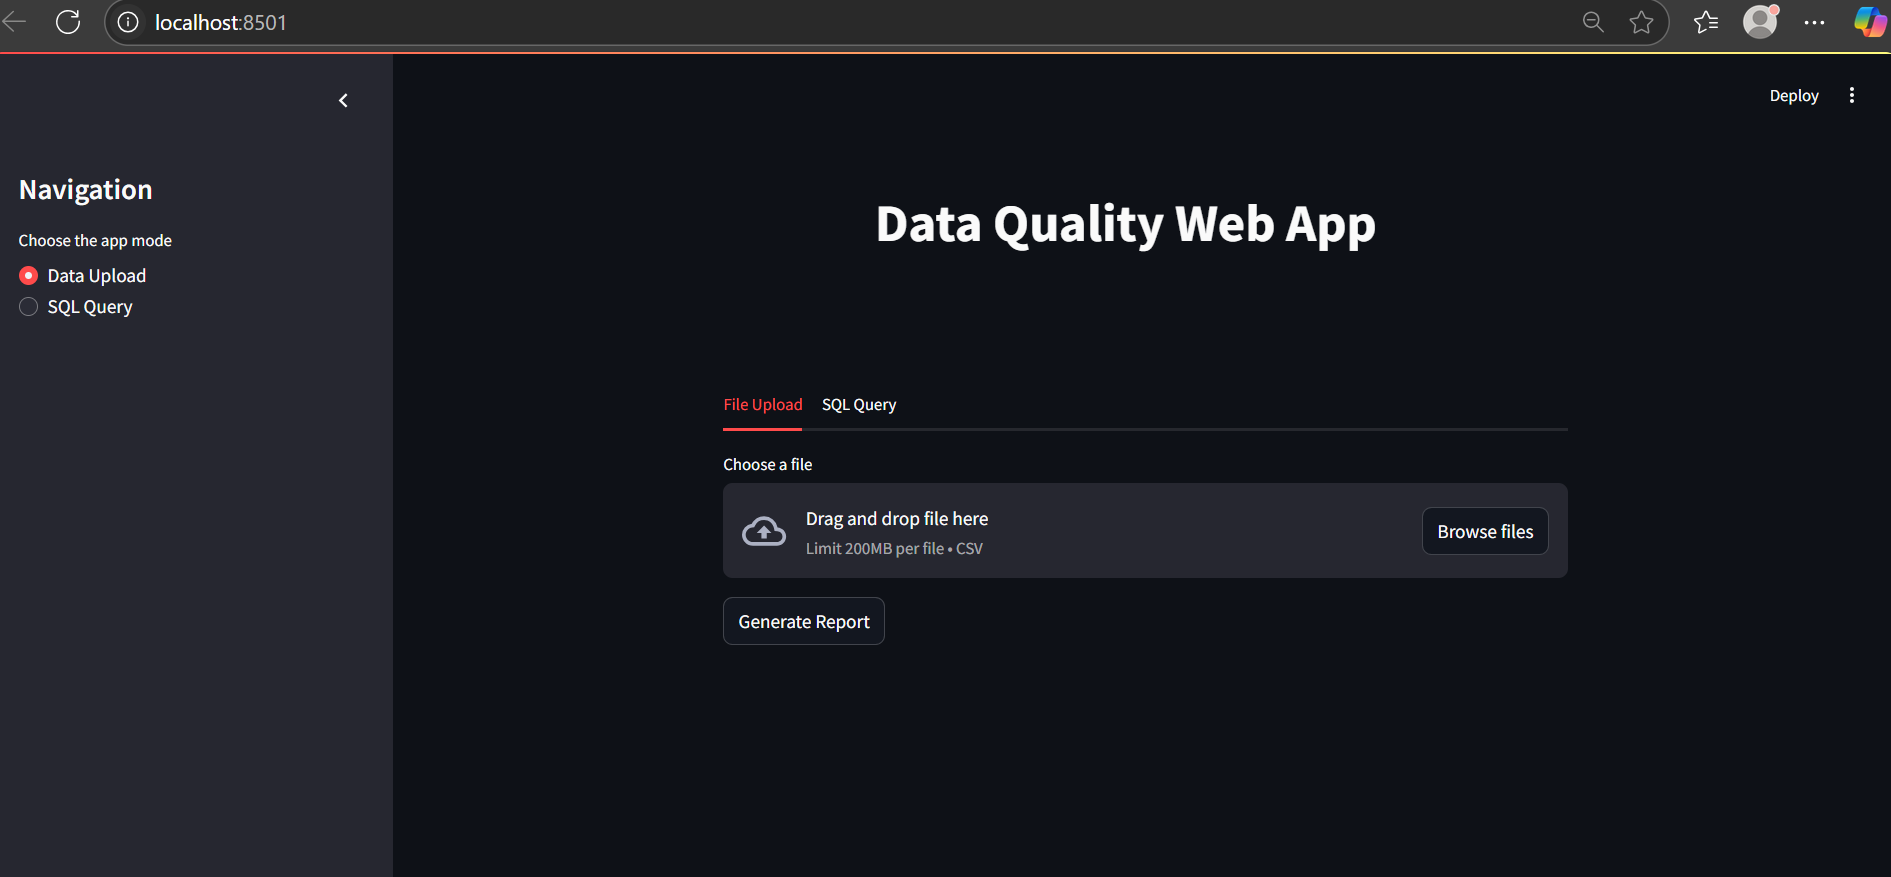 localhost:8501
Deploy
Navigation
Choose the app mode
Data Upload
SQL Query
Data Quality Web App
File Upload SQL Query
Choose a file
Drag and drop file here
Limit 200MB per file • CSV
Browse files
Generate Report